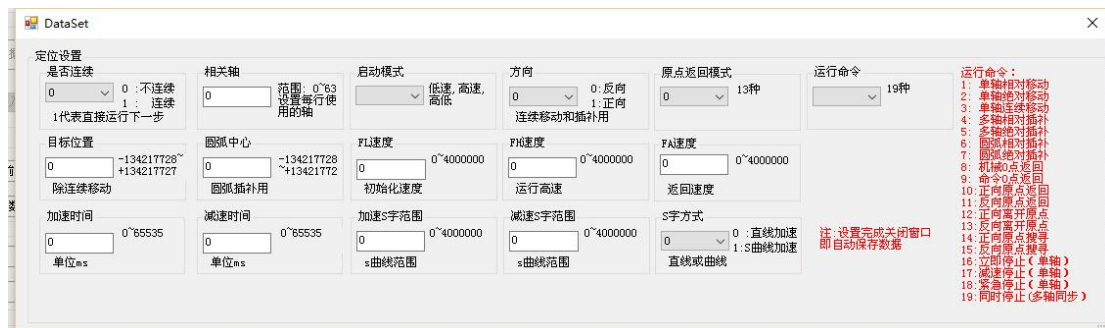 DataSet
定位设置
是否连续
0
0 :不连续
1 : 连续
1代表直接运行下一步
相关轴
0
范围: 0~63
设置每行使
用的轴
启动模式
低速,高速,
高低
方向
0
0:反向
1:正向
连续移动和插补用
原点返回模式
0
13种
运行命令
19种
目标位置
0
-134217728~
+134217727
除连续移动
圆弧中心
0
-134217728
~+13421772
圆弧插补用
FL速度
0
0~4000000
初始化速度
FH速度
0
0~4000000
运行高速
FA速度
0
0~4000000
返回速度
加速时间
0
0~65535
单位ms
减速时间
0
0~65535
单位ms
加速S字范围
0
0~4000000
s曲线范围
减速S字范围
0
0~4000000
s曲线范围
S字方式
0
0 :直线加速
1:S曲线加速
直线或曲线
注:设置完成关闭窗口
即自动保存数据
运行命令：
1: 单轴相对移动
2: 单轴绝对移动
3: 单轴连续移动
4: 多轴相对插补
5: 多轴绝对插补
6: 圆弧相对插补
7: 圆弧绝对插补
8: 机械0点返回
9: 命令0点返回
10:正向原点返回
11:反向原点返回
12:正向离开原点
13:反向离开原点
14:正向原点搜寻
15:反向原点搜寻
16:立即停止(单轴)
17:减速停止(单轴)
18:紧急停止(单轴)
19:同时停止(多轴同步)